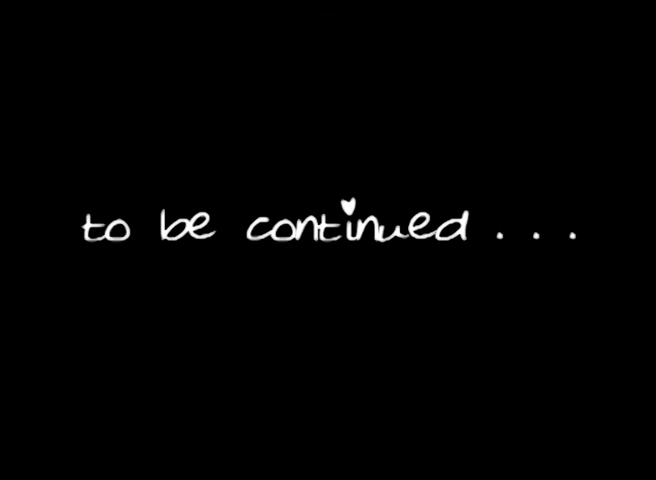 to be continued . . .